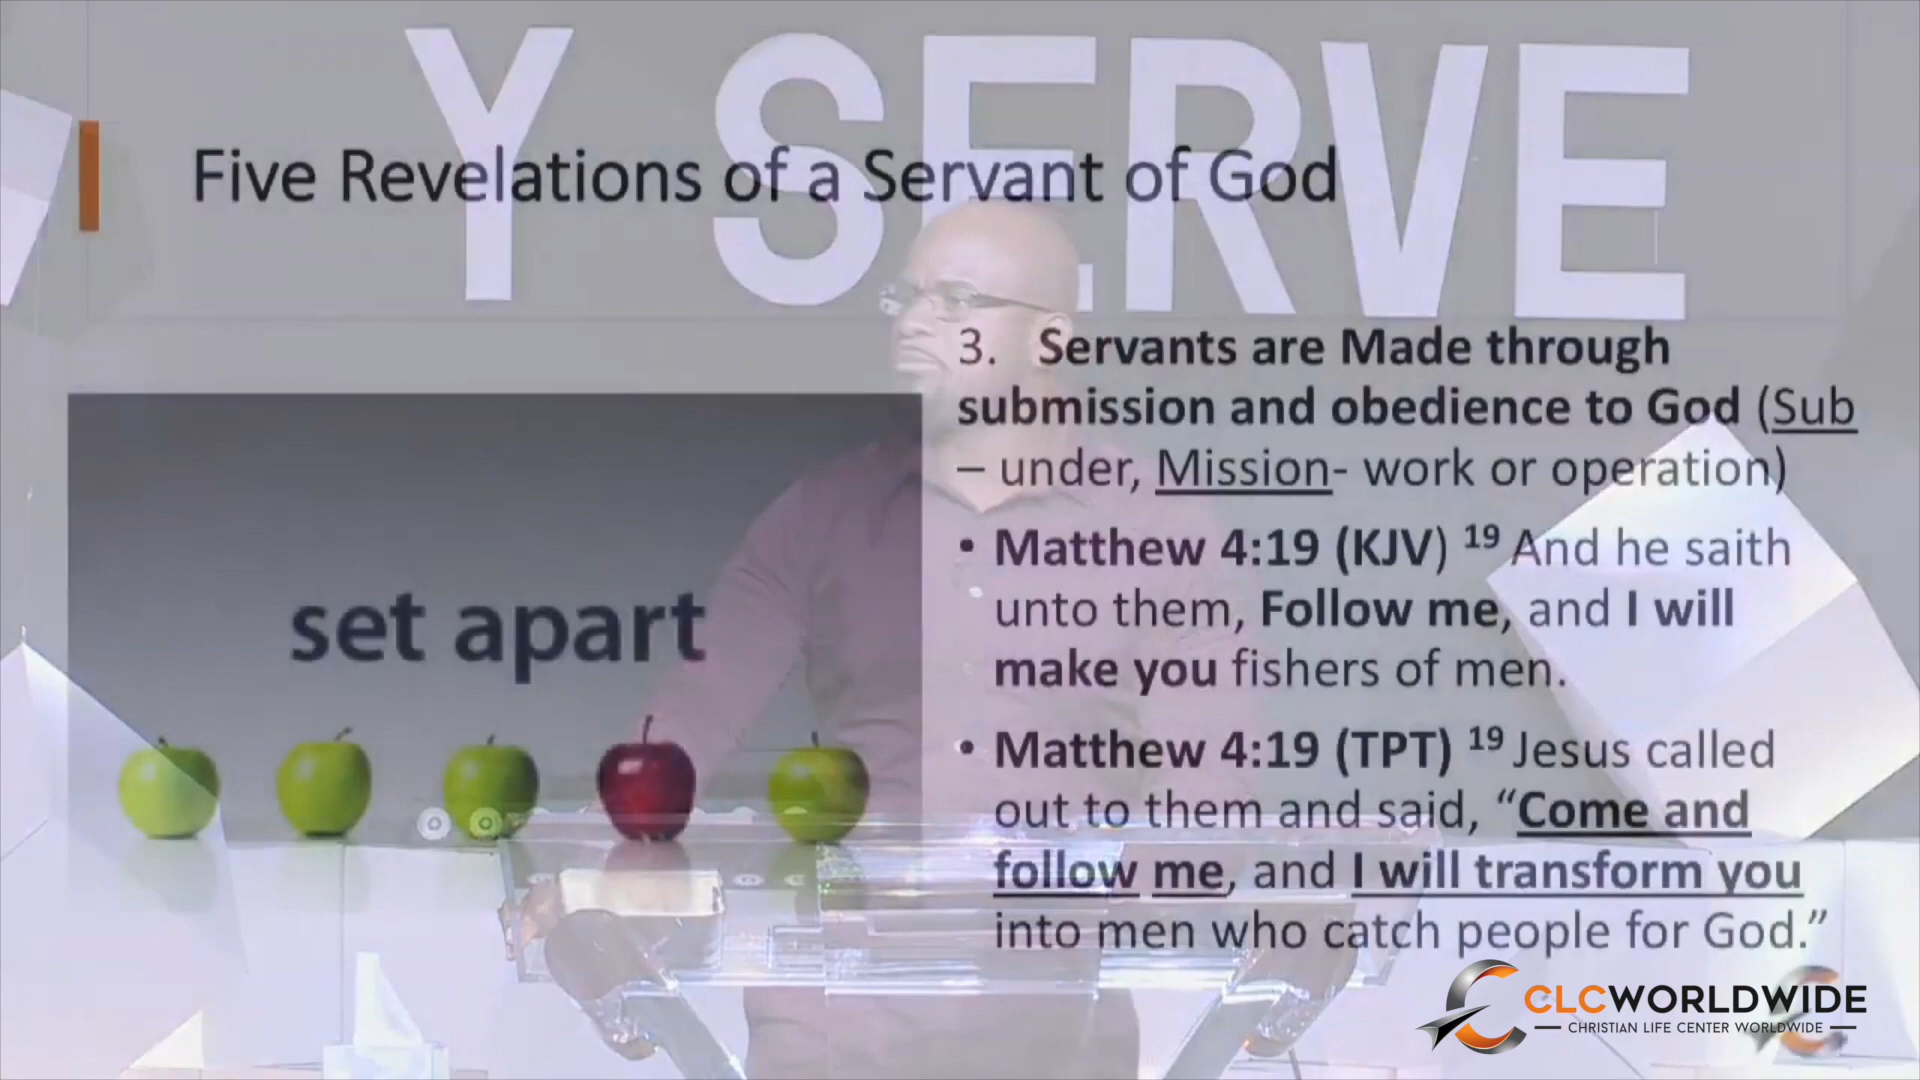 Y SERVE
Five Revelations of a Servant of God
set apart
3. Servants are Made through
submission and obedience to God (Sub
– under, Mission- work or operation)
• Matthew 4:19 (KJV) 19 And he saith
unto them, Follow me, and I will
make you fishers of men.
• Matthew 4:19 (TPT) 19 Jesus called
out to them and said, “Come and
follow me, and I will transform you
into men who catch people for God.”
CLCWORLDWIDE
CHRISTIAN LIFE CENTER WORLDWIDE